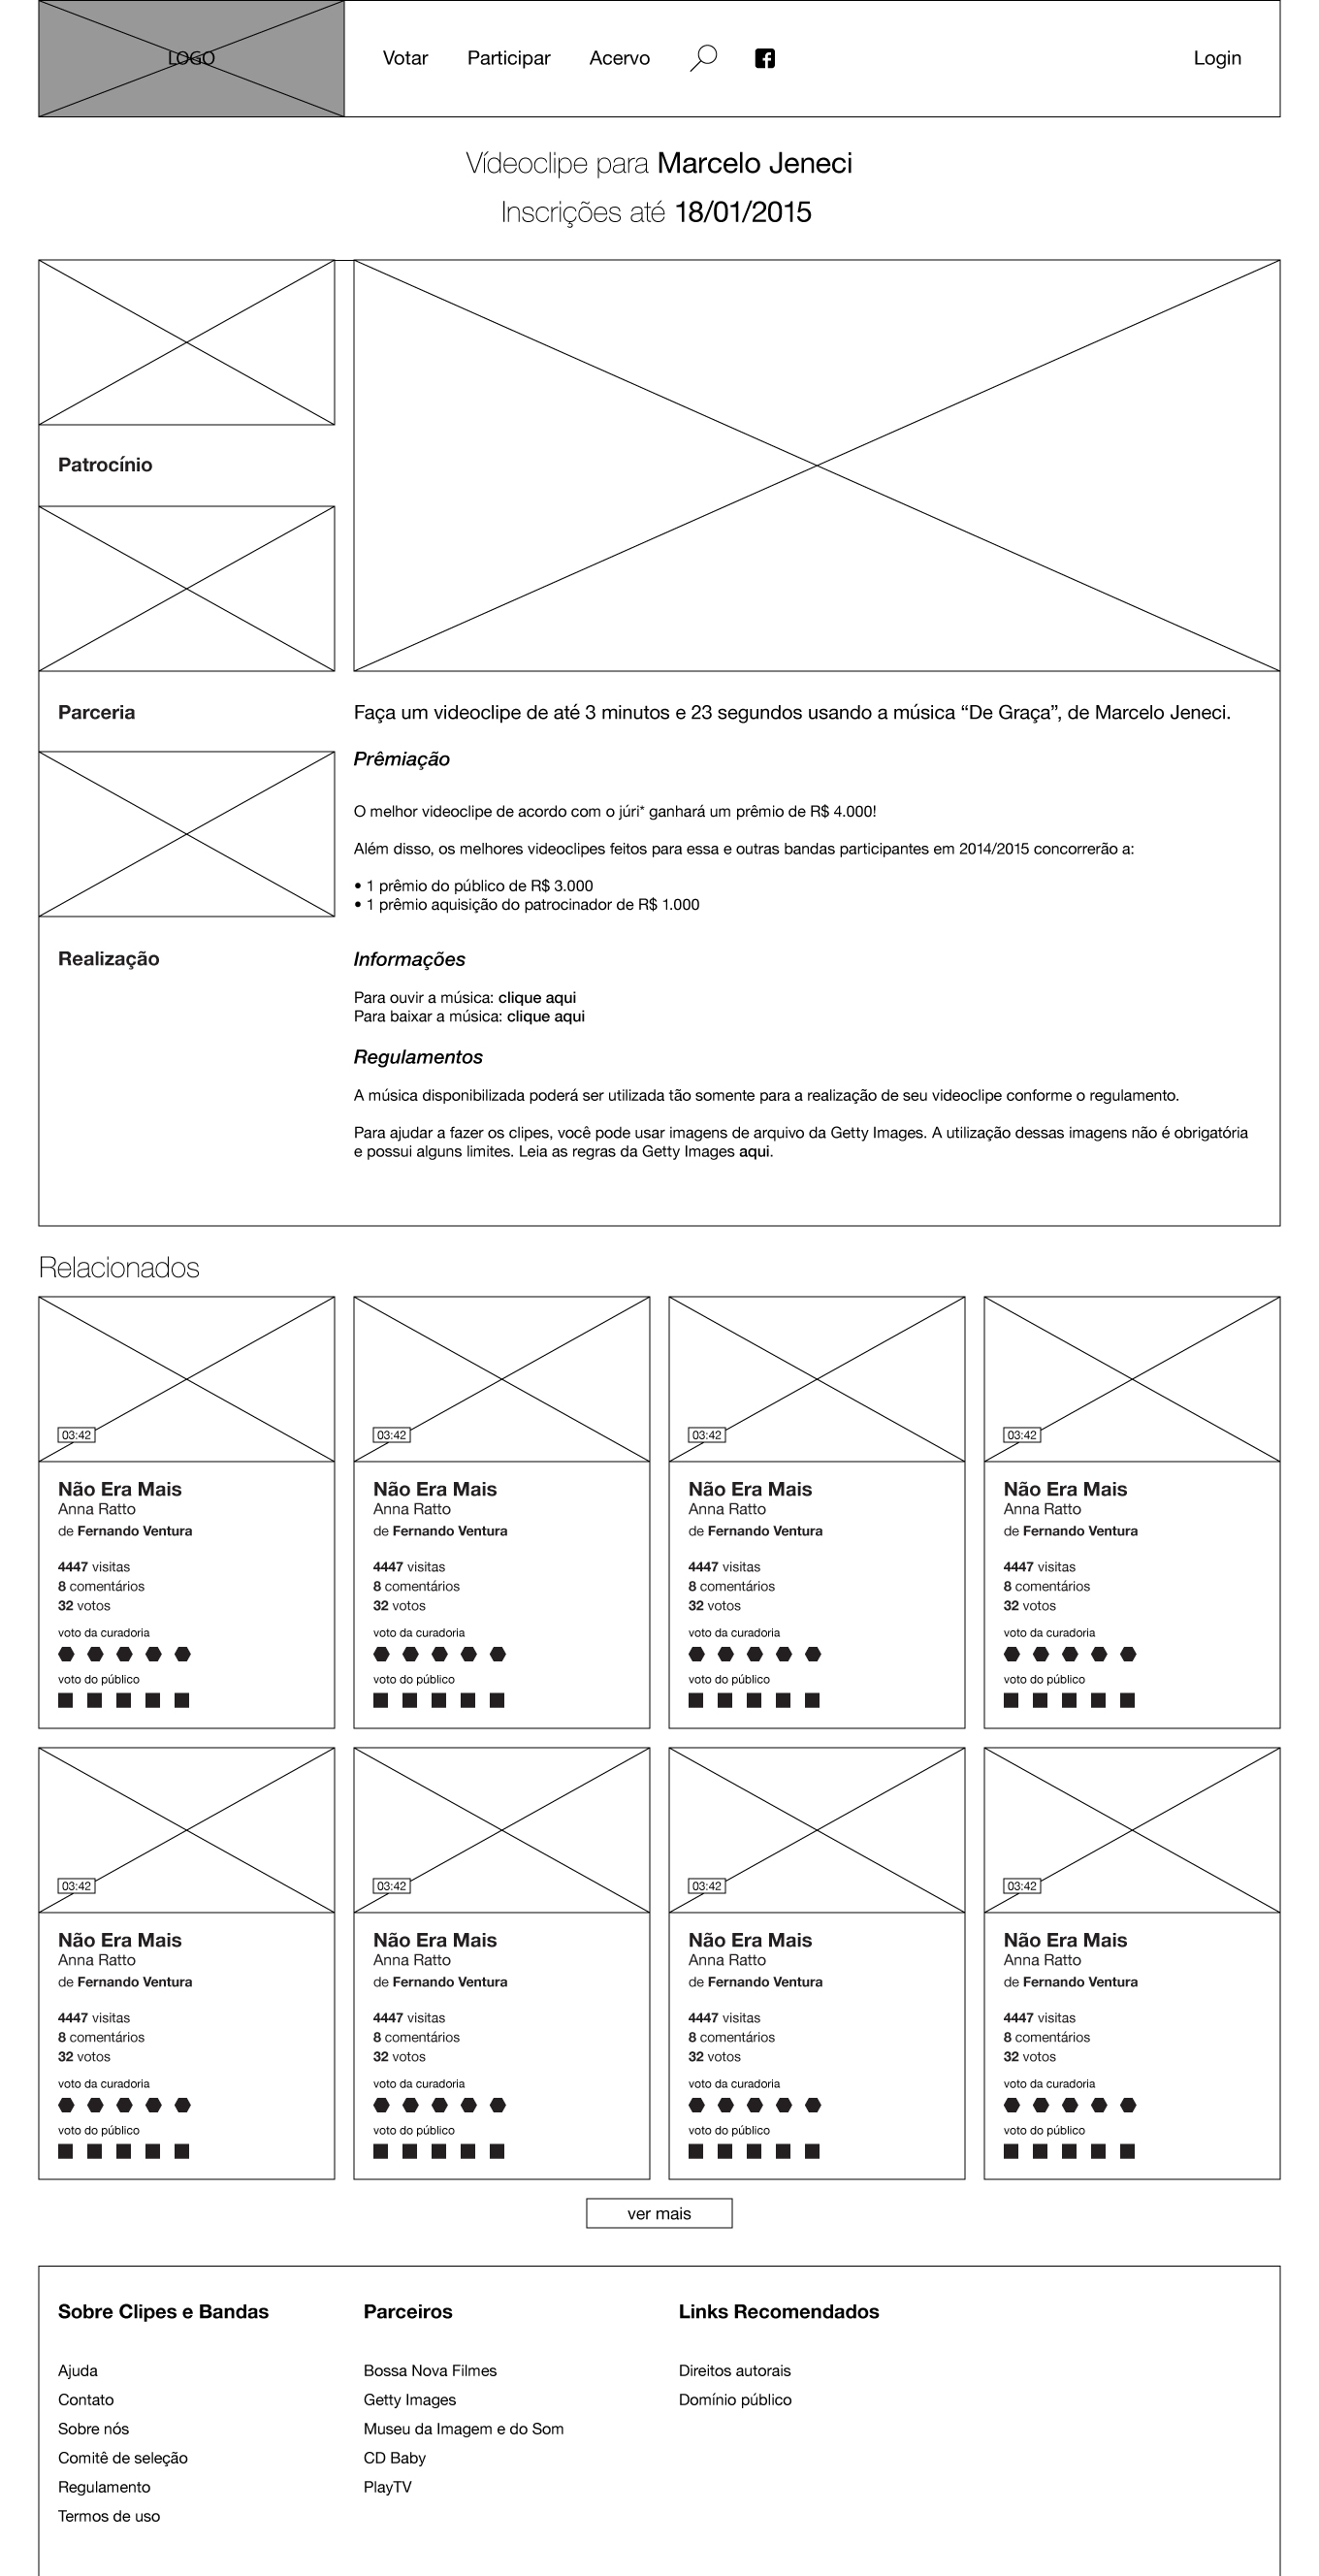 LOGO
Votar Participar Acervo Login
Vídeoclipe para Marcelo Jeneci
Inscrições até 18/01/2015
Patrocínio
Parceria
Realização
Faça um videoclipe de até 3 minutos e 23 segundos usando a música “De Graça”, de Marcelo Jeneci.
Prêmiação
O melhor videoclipe de acordo com o júri* ganhará um prêmio de R$ 4.000!
Além disso, os melhores videoclipes feitos para essa e outras bandas participantes em 2014/2015 concorrerão a:
• 1 prêmio do público de R$ 3.000
• 1 prêmio aquisição do patrocinador de R$ 1.000
Informações
Para ouvir a música: clique aqui
Para baixar a música: clique aqui
Regulamentos
A música disponibilizada poderá ser utilizada tão somente para a realização de seu videoclipe conforme o regulamento.
Para ajudar a fazer os clipes, você pode usar imagens de arquivo da Getty Images. A utilização dessas imagens não é obrigatória
e possui alguns limites. Leia as regras da Getty Images aqui.
Relacionados
03:42 03:42 03:42 03:42
Não Era Mais Não Era Mais Não Era Mais Não Era Mais
Anna Ratto Anna Ratto Anna Ratto Anna Ratto
de Fernando Ventura de Fernando Ventura de Fernando Ventura de Fernando Ventura
4447 visitas 4447 visitas 4447 visitas 4447 visitas
8 comentários 8 comentários 8 comentários 8 comentários
32 votos 32 votos 32 votos 32 votos
voto da curadoria voto da curadoria voto da curadoria voto da curadoria
voto do público voto do público voto do público voto do público
03:42 03:42 03:42 03:42
Não Era Mais Não Era Mais Não Era Mais Não Era Mais
Anna Ratto Anna Ratto Anna Ratto Anna Ratto
de Fernando Ventura de Fernando Ventura de Fernando Ventura de Fernando Ventura
4447 visitas 4447 visitas 4447 visitas 4447 visitas
8 comentários 8 comentários 8 comentários 8 comentários
32 votos 32 votos 32 votos 32 votos
voto da curadoria voto da curadoria voto da curadoria voto da curadoria
voto do público voto do público voto do público voto do público
ver mais
Sobre Clipes e Bandas
Ajuda
Contato
Sobre nós
Comitê de seleção
Regulamento
Termos de uso
Parceiros
Bossa Nova Filmes
Getty Images
Museu da Imagem e do Som
CD Baby
PlayTV
Links Recomendados
Direitos autorais
Domínio público